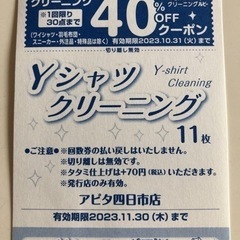 クリーニング
※1回限り
30点まで
40%OFF
クーポン
クリーニングルビー
(ワイシャツ・羽毛布団・
スニーカー・外注品・特殊品は除く)
有効期限2023.10.31(火)まで
切り離し無効
Yシャツ
Y-shirt
Cleaning
クリーニング
11枚
●ご注意● ※回数券の払い戻しはいたしません。
※切り離しは無効です。
※タタミ仕上げは+70円(税込)いただきます。
※発行店のみ有効。
アピタ四日市店
有効期限2023.11.30(木)まで